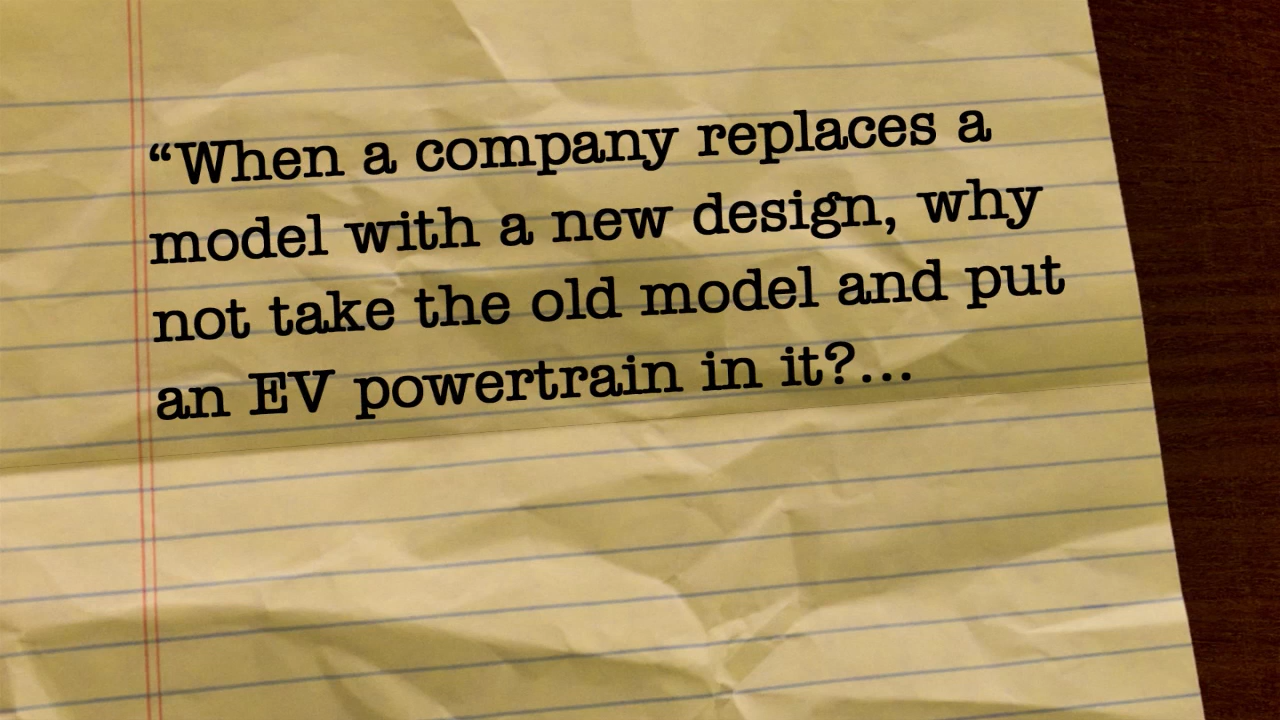 “When a company replaces a
model with a new design, why
not take the old model and put
an EV powertrain in it?...